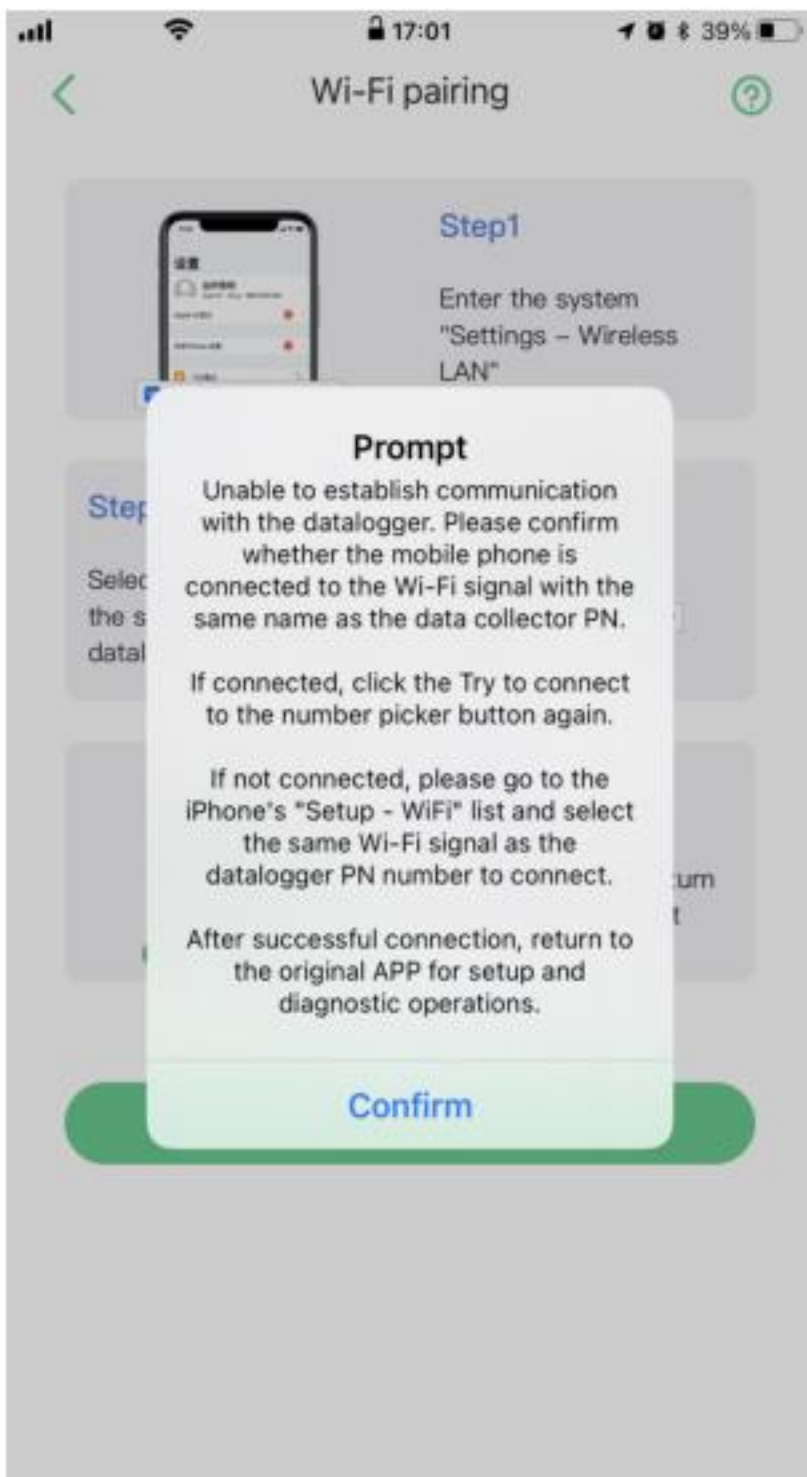 17:01
39%
Wi-Fi pairing
?
设置
Step1
Enter the system
"Settings – Wireless
LAN"
Prompt
Unable to establish communication
with the datalogger. Please confirm
whether the mobile phone is
connected to the Wi-Fi signal with the
same name as the data collector PN.
If connected, click the Try to connect
to the number picker button again.
If not connected, please go to the
iPhone's "Setup - WiFi" list and select
the same Wi-Fi signal as the
datalogger PN number to connect.
After successful connection, return to
the original APP for setup and
diagnostic operations.
Confirm
the